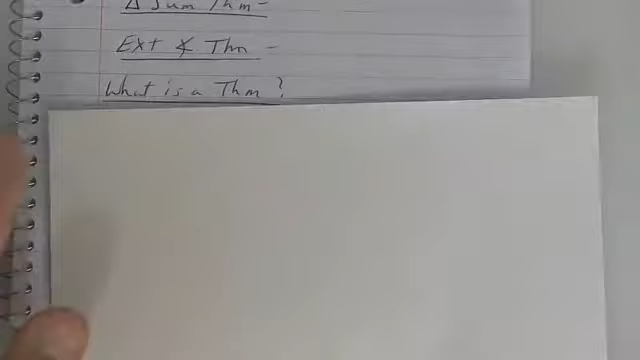 Δ Sum Thm -
Ext ∡ Thm -
What is a Thm ?